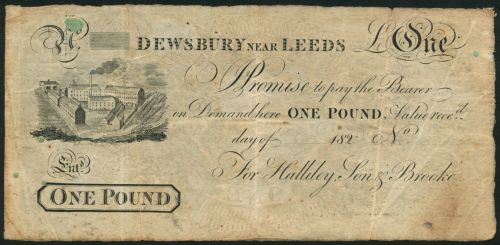 No DEWSBURY NEAR LEEDS £ One
Promise to pay the Bearer
on Demand here ONE POUND, Value recd.
day of 182 No
Entd.
For Halliley, Son & Brooke
ONE POUND